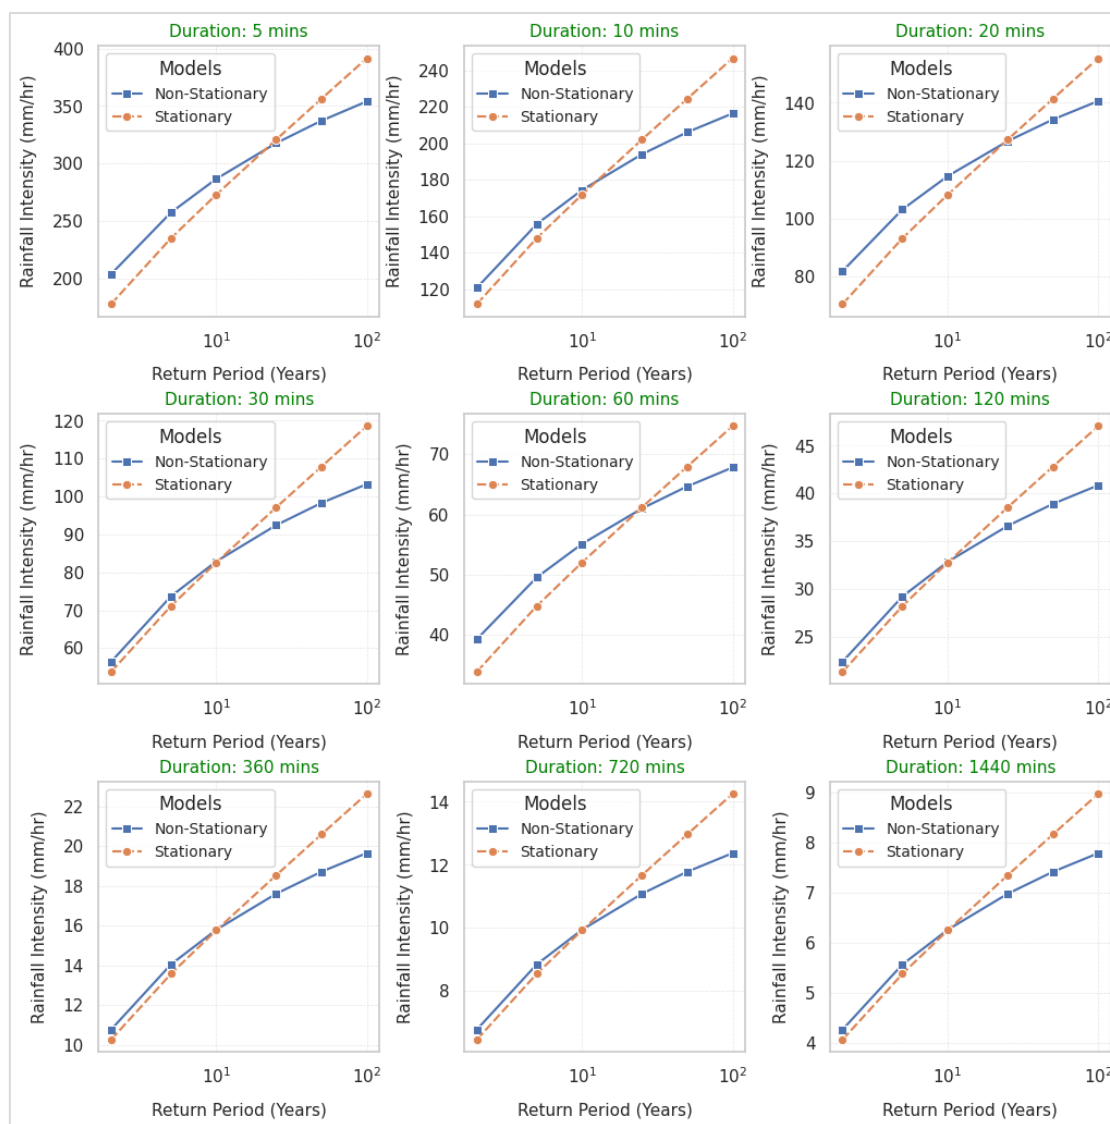 Duration: 5 mins
Rainfall Intensity (mm/hr)
400
350
300
250
200
Models
Non-Stationary
Stationary
10¹
10²
Return Period (Years)
Duration: 10 mins
Rainfall Intensity (mm/hr)
240
220
200
180
160
140
120
Models
Non-Stationary
Stationary
10¹
10²
Return Period (Years)
Duration: 20 mins
Rainfall Intensity (mm/hr)
140
120
100
80
Models
Non-Stationary
Stationary
10¹
10²
Return Period (Years)
Duration: 30 mins
Rainfall Intensity (mm/hr)
120
110
100
90
80
70
60
Models
Non-Stationary
Stationary
10¹
10²
Return Period (Years)
Duration: 60 mins
Rainfall Intensity (mm/hr)
70
60
50
40
Models
Non-Stationary
Stationary
10¹
10²
Return Period (Years)
Duration: 120 mins
Rainfall Intensity (mm/hr)
45
40
35
30
25
Models
Non-Stationary
Stationary
10¹
10²
Return Period (Years)
Duration: 360 mins
Rainfall Intensity (mm/hr)
22
20
18
16
14
12
10
Models
Non-Stationary
Stationary
10¹
10²
Return Period (Years)
Duration: 720 mins
Rainfall Intensity (mm/hr)
14
12
10
8
Models
Non-Stationary
Stationary
10¹
10²
Return Period (Years)
Duration: 1440 mins
Rainfall Intensity (mm/hr)
9
8
7
6
5
4
Models
Non-Stationary
Stationary
10¹
10²
Return Period (Years)